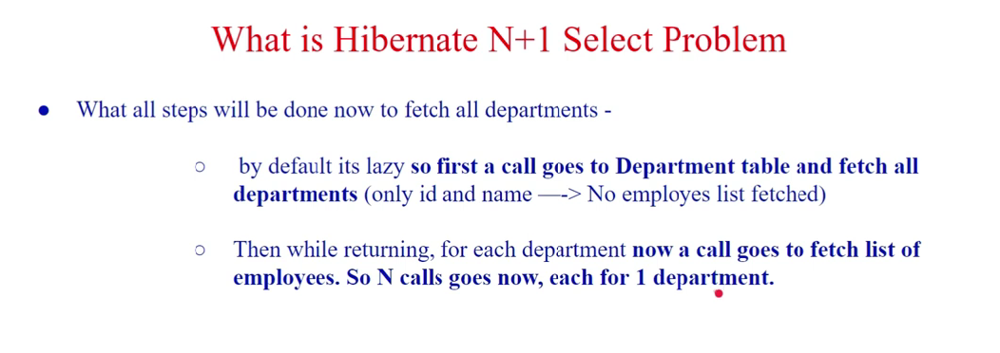 What is Hibernate N+1 Select Problem
● What all steps will be done now to fetch all departments -
○ by default its lazy so first a call goes to Department table and fetch all
departments (only id and name —-> No employes list fetched)
○ Then while returning, for each department now a call goes to fetch list of
employees. So N calls goes now, each for 1 department.